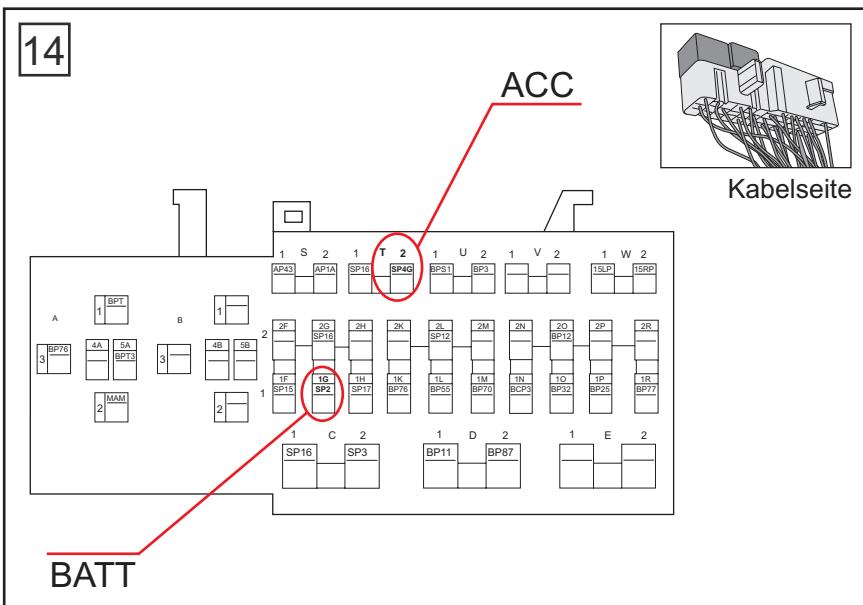 14
ACC
Kabelseite
1 S 2 1 T 2 1 U 2 1 V 2 1 W 2
AP43 AP1A SP16 SP4G BPS1 BP3 15LP 15RP
A B
1 BPT 1
2 2F 2G 2H 2K 2L 2M 2N 2O 2P 2R
SP16 SP12 BP12
3 BP76 4A 5A 3 4B 5B
BPT3
1 1F 1G 1H 1K 1L 1M 1N 1O 1P 1R
SP15 SP2 SP17 BP76 BP55 BP70 BCP3 BP32 BP25 BP77
2 MAM 2
1 C 2 1 D 2 1 E 2
SP16 SP3 BP11 BP87
BATT